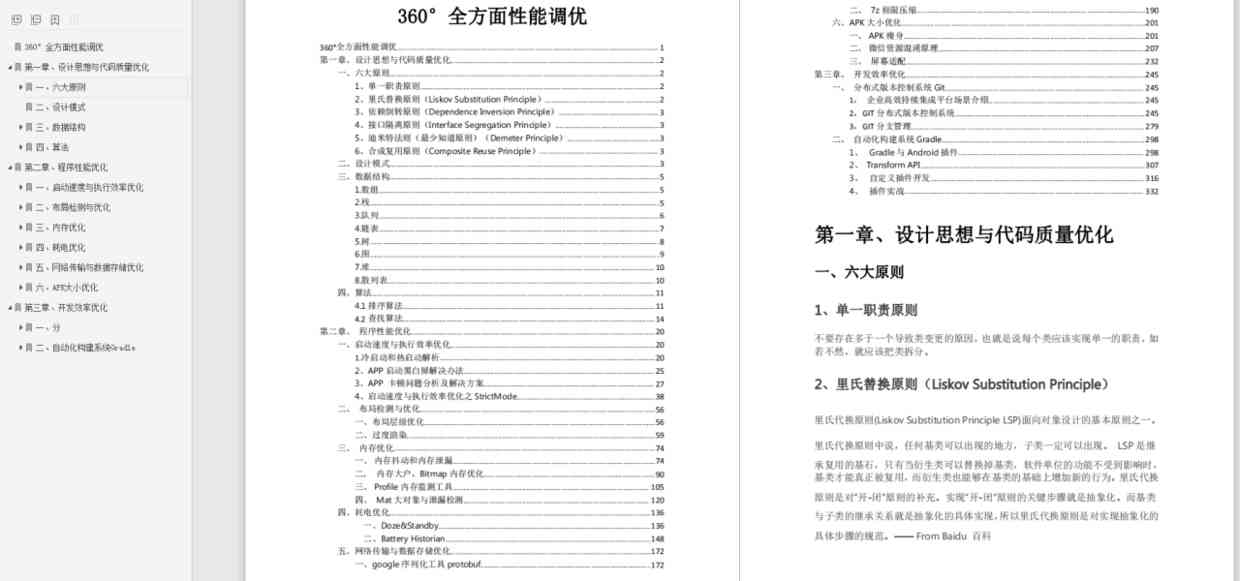 360° 全方面性能调优
第一章、设计思想与代码质量优化
一、六大原则
二、设计模式
三、数据结构
四、算法
第二章、程序性能优化
一、启动速度与执行效率优化
二、布局检测与优化
三、内存优化
四、耗电优化
五、网络传输与数据存储优化
六、APK大小优化
第三章、开发效率优化
一、分
二、自动化构建系统Gradle
360° 全方面性能调优
360°全方面性能调优 1
第一章、设计思想与代码质量优化 2
一、六大原则 2
1、单一职责原则 2
2、里氏替换原则（Liskov Substitution Principle） 2
3、依赖倒转原则（Dependence Inversion Principle） 3
4、接口隔离原则（Interface Segregation Principle） 3
5、迪米特法则（最少知道原则）（Demeter Principle） 3
6、合成复用原则（Composite Reuse Principle） 3
二、设计模式 3
三、数据结构 5
1.数组 5
2.栈 5
3.队列 6
4.链表 7
5.树 8
6.图 9
7.堆 10
8.散列表 10
四、算法 11
4.1 排序算法 11
4.2 查找算法 14
第二章、 程序性能优化 20
一、启动速度与执行效率优化 20
1.冷启动和热启动解析 20
2、APP 启动黑白屏解决办法 25
3、APP 卡顿问题分析及解决方案 27
4、启动速度与执行效率优化之 StrictMode 38
二、 布局检测与优化 56
一、布局层级优化 56
二、过度渲染 59
三、 内存优化 74
一、 内存抖动和内存泄漏 74
二、 内存大户，Bitmap 内存优化 90
三、 Profile 内存监测工具 105
四、 Mat 大对象与泄漏检测 120
四、耗电优化 136
一、Doze&Standby 136
二、Battery Historian 148
五、网络传输与数据存储优化 172
一、google 序列化工具 protobuf 172
二、 7z 极限压缩 190
六、APK 大小优化 201
一、 APK 瘦身 201
二、 微信资源混淆原理 207
三、 屏幕适配 232
第三章、 开发效率优化 245
一、 分布式版本控制系统 Git 245
1、 企业高效持续集成平台场景介绍 245
2、GIT 分布式版本控制系统 245
3、GIT 分支管理 279
二、 自动化构建系统 Gradle 298
1、 Gradle 与 Android 插件 298
2、 Transform API 307
3、 自定义插件开发 316
4、 插件实战 332
第一章、设计思想与代码质量优化
一、六大原则
1、单一职责原则
不要存在多于一个导致类变更的原因，也就是说每个类应该实现单一的职责，如
若不然，就应该把类拆分。
2、里氏替换原则（Liskov Substitution Principle）
里氏代换原则(Liskov Substitution Principle LSP)面向对象设计的基本原则之一。
里氏代换原则中说，任何基类可以出现的地方，子类一定可以出现。 LSP 是继
承复用的基石，只有当衍生类可以替换掉基类，软件单位的功能不受到影响时，
基类才能真正被复用，而衍生类也能够在基类的基础上增加新的行为。里氏代换
原则是对“开-闭”原则的补充。实现“开-闭”原则的关键步骤就是抽象化。而基类
与子类的继承关系就是抽象化的具体实现，所以里氏代换原则是对实现抽象化的
具体步骤的规范。—— From Baidu 百科